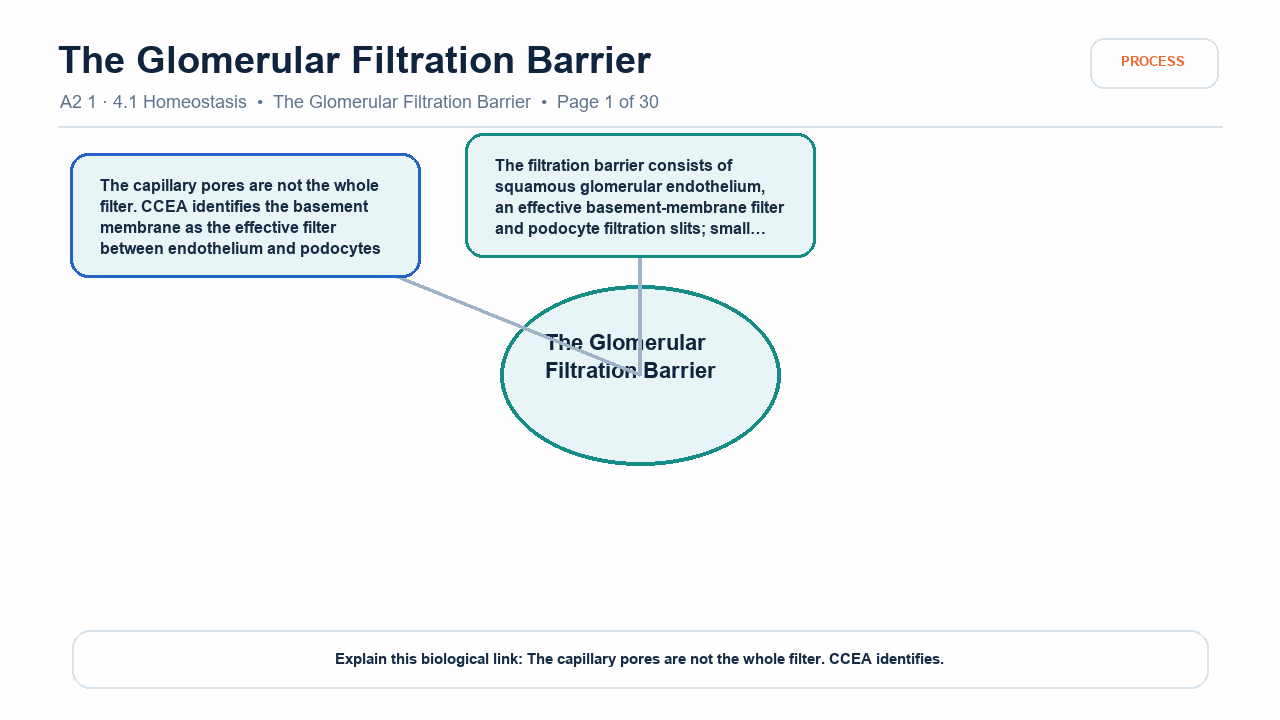 The Glomerular Filtration Barrier
PROCESS
A2 1 · 4.1 Homeostasis • The Glomerular Filtration Barrier • Page 1 of 30
The capillary pores are not the whole
filter. CCEA identifies the basement
membrane as the effective filter
between endothelium and podocytes
The filtration barrier consists of
squamous glomerular endothelium,
an effective basement-membrane filter
and podocyte filtration slits; small…
The Glomerular
Filtration Barrier
Explain this biological link: The capillary pores are not the whole filter. CCEA identifies.